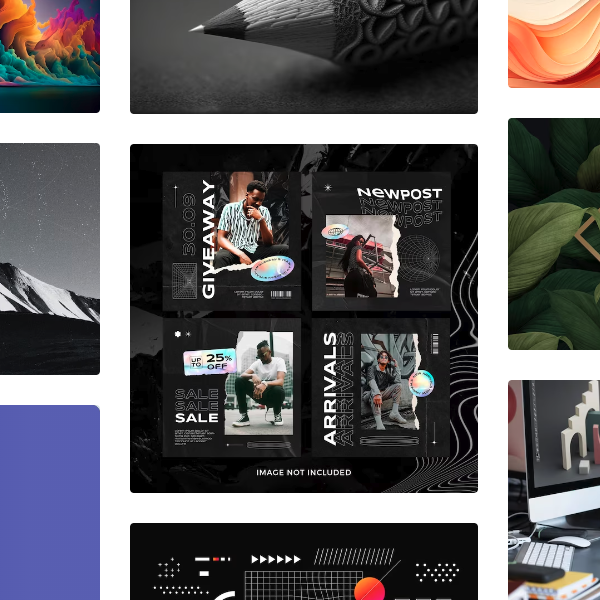 30.09
GIVEAWAY
NEWPOST
NEWPOST
NEWPOST
UP TO 25% OFF
SALE
SALE
SALE
ARRIVALS
ARRIVALS
IMAGE NOT INCLUDED